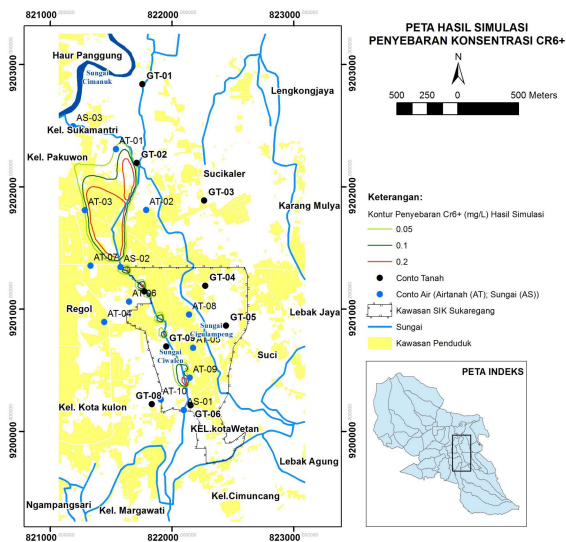 PETA HASIL SIMULASI
PENYEBARAN KONSENTRASI CR6+
N
500 250 0 500 Meters
821000 822000 823000
9203000 9203000
9202000 9202000
9201000 9201000
9200000 9200000
821000 822000 823000
Haur Panggung
Sungai
Cimanuk
GT-01
Lengkongjaya
AS-03
Kel. Sukamantri
AT-01
Kel. Pakuwon
GT-02
Sucikaler
GT-03
AT-03
AT-02
Karang Mulya
AT-07
AS-02
GT-04
AT-06
Regol
AT-04
AT-08
Lebak Jaya
Sungai
Cigulampeng
GT-05
GT-09
AT-05
Sungai
Ciwalen
Suci
AT-09
AT-10
GT-08
AS-01
Kel. Kota kulon
GT-06
KEL.kotaWetan
Lebak Agung
Kel.Cimuncang
Ngampangsari
Kel. Margawati
Keterangan:
Kontur Penyebaran Cr6+ (mg/L) Hasil Simulasi
0.05
0.1
0.2
Conto Tanah
Conto Air (Airtanah (AT); Sungai (AS))
Kawasan SIK Sukaregang
Sungai
Kawasan Penduduk
PETA INDEKS